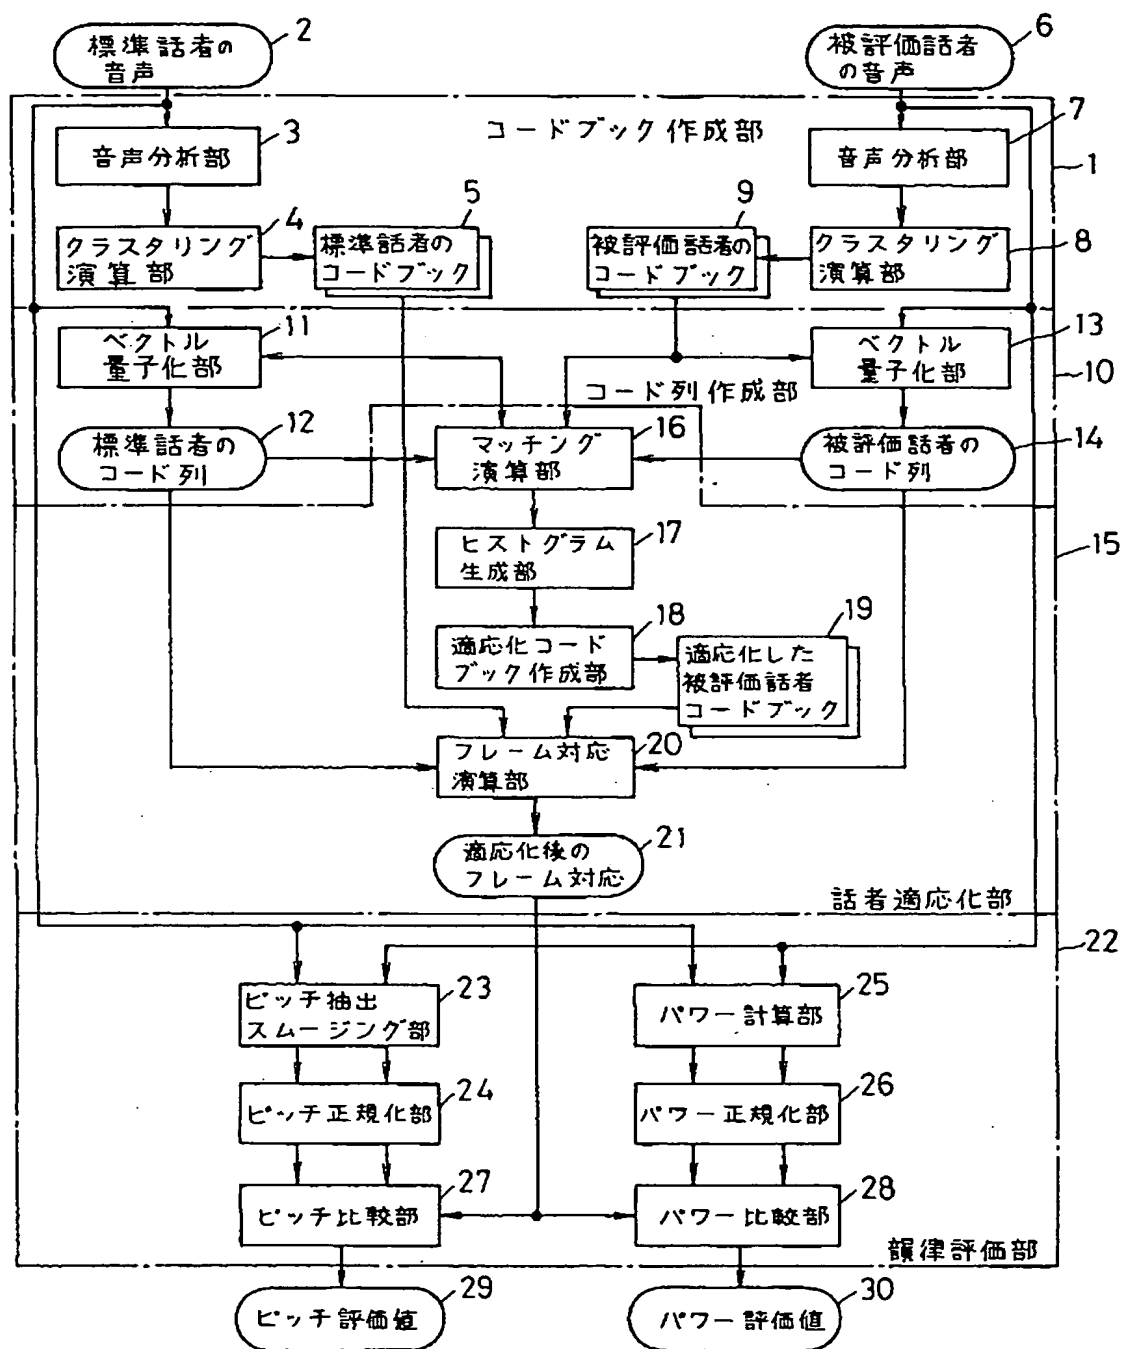 標準話者の
音声
2
被評価話者
の音声
6
コードブック作成部
音声分析部
3
音声分析部
7
1
クラスタリング
演算部
4
標準話者の
コードブック
5
被評価話者の
コードブック
9
クラスタリング
演算部
8
ベクトル
量子化部
11
ベクトル
量子化部
13
コード列作成部
10
標準話者の
コード列
12
マッチング
演算部
16
被評価話者の
コード列
14
ヒストグラム
生成部
17
15
適応化コード
ブック作成部
18
適応化した
被評価話者
コードブック
19
フレーム対応
演算部
20
適応化後の
フレーム対応
21
話者適応化部
22
ピッチ抽出
スムージング部
23
パワー計算部
25
ピッチ正規化部
24
パワー正規化部
26
ピッチ比較部
27
パワー比較部
28
韻律評価部
ピッチ評価値
29
パワー評価値
30